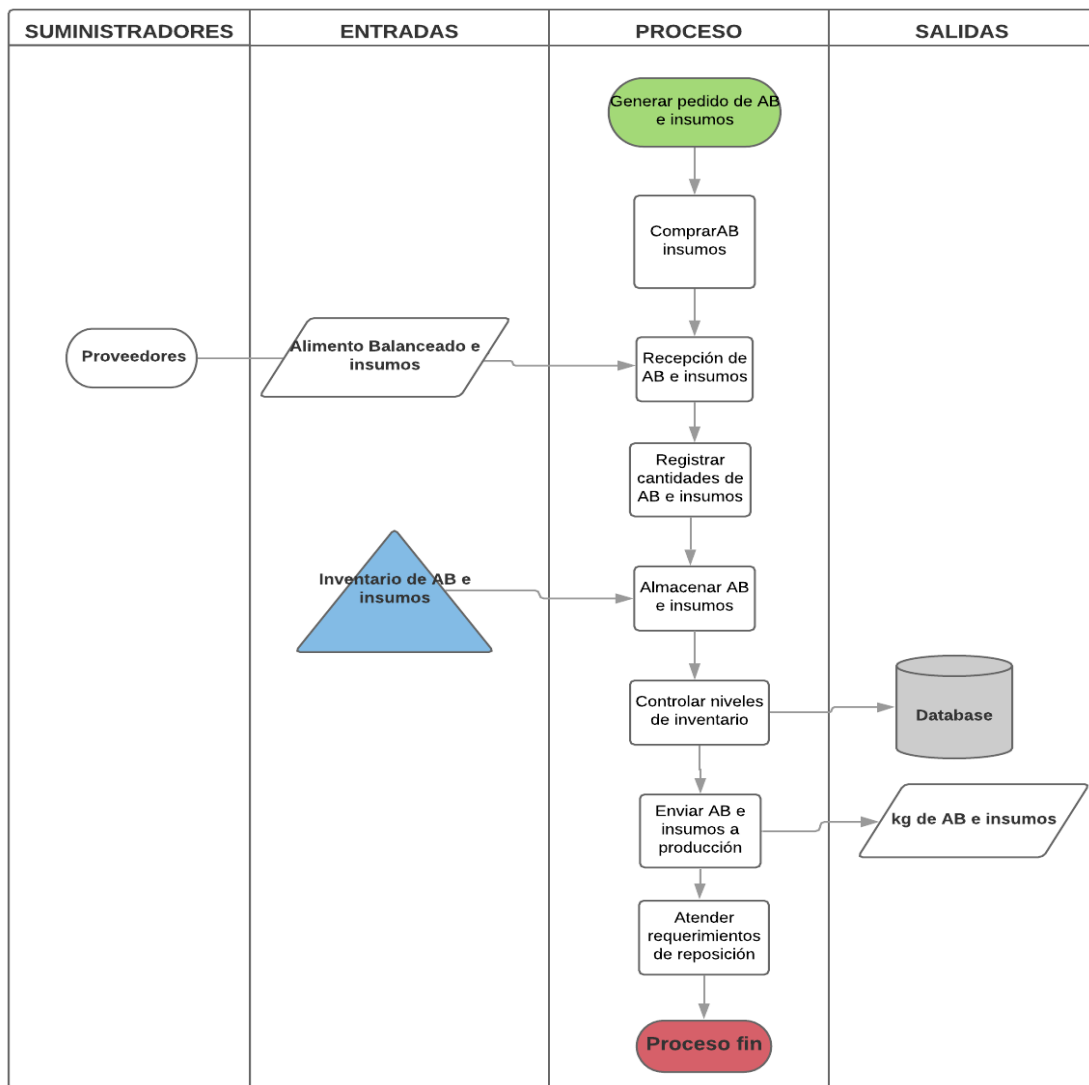 SUMINISTRADORES
ENTRADAS
PROCESO
SALIDAS
Generar pedido de AB
e insumos
ComprarAB
insumos
Proveedores
Alimento Balanceado e
insumos
Recepción de
AB e insumos
Registrar
cantidades de
AB e insumos
Inventario de AB e
insumos
Almacenar AB
e insumos
Controlar niveles
de inventario
Database
Enviar AB e
insumos a
producción
kg de AB e insumos
Atender
requerimientos
de reposición
Proceso fin